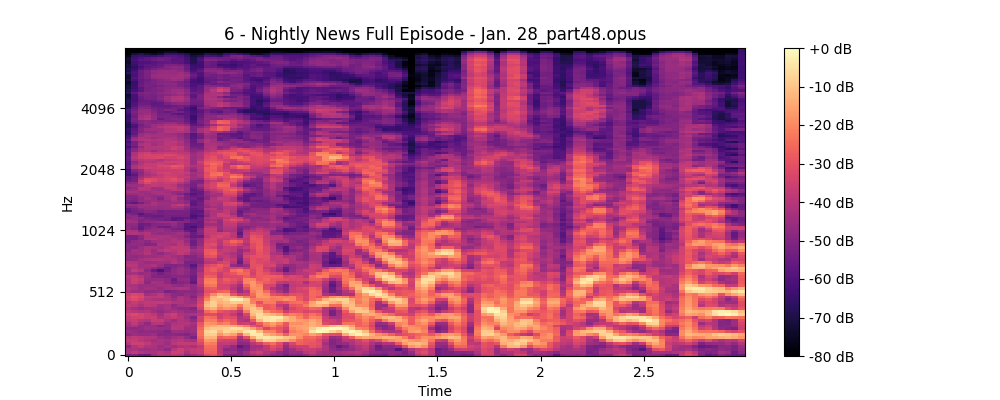 6 - Nightly News Full Episode - Jan. 28_part48.opus
Hz
4096
2048
1024
512
0
0
0.5
1
1.5
2
2.5
Time
+0 dB
-10 dB
-20 dB
-30 dB
-40 dB
-50 dB
-60 dB
-70 dB
-80 dB